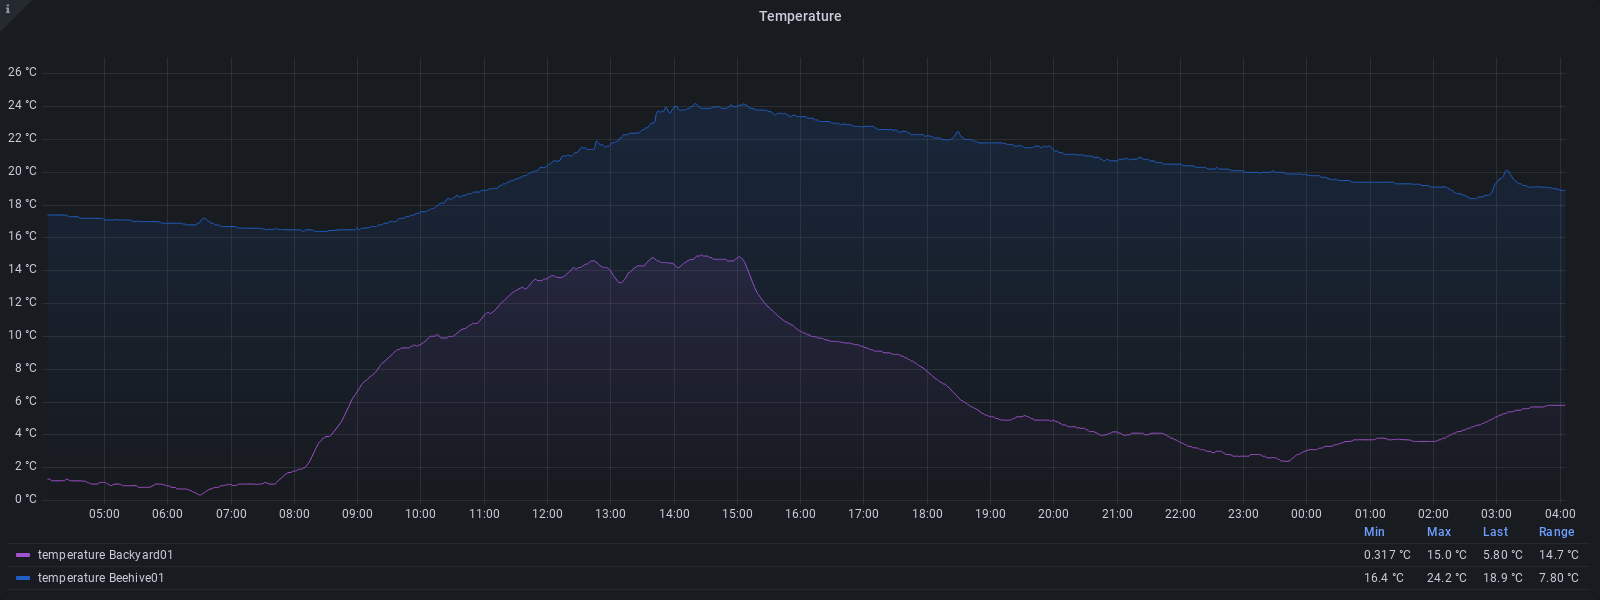 i
Temperature
26 °C
24 °C
22 °C
20 °C
18 °C
16 °C
14 °C
12 °C
10 °C
8 °C
6 °C
4 °C
2 °C
0 °C
05:00 06:00 07:00 08:00 09:00 10:00 11:00 12:00 13:00 14:00 15:00 16:00 17:00 18:00 19:00 20:00 21:00 22:00 23:00 00:00 01:00 02:00 03:00 04:00
Min Max Last Range
temperature Backyard01 0.317 °C 15.0 °C 5.80 °C 14.7 °C
temperature Beehive01 16.4 °C 24.2 °C 18.9 °C 7.80 °C